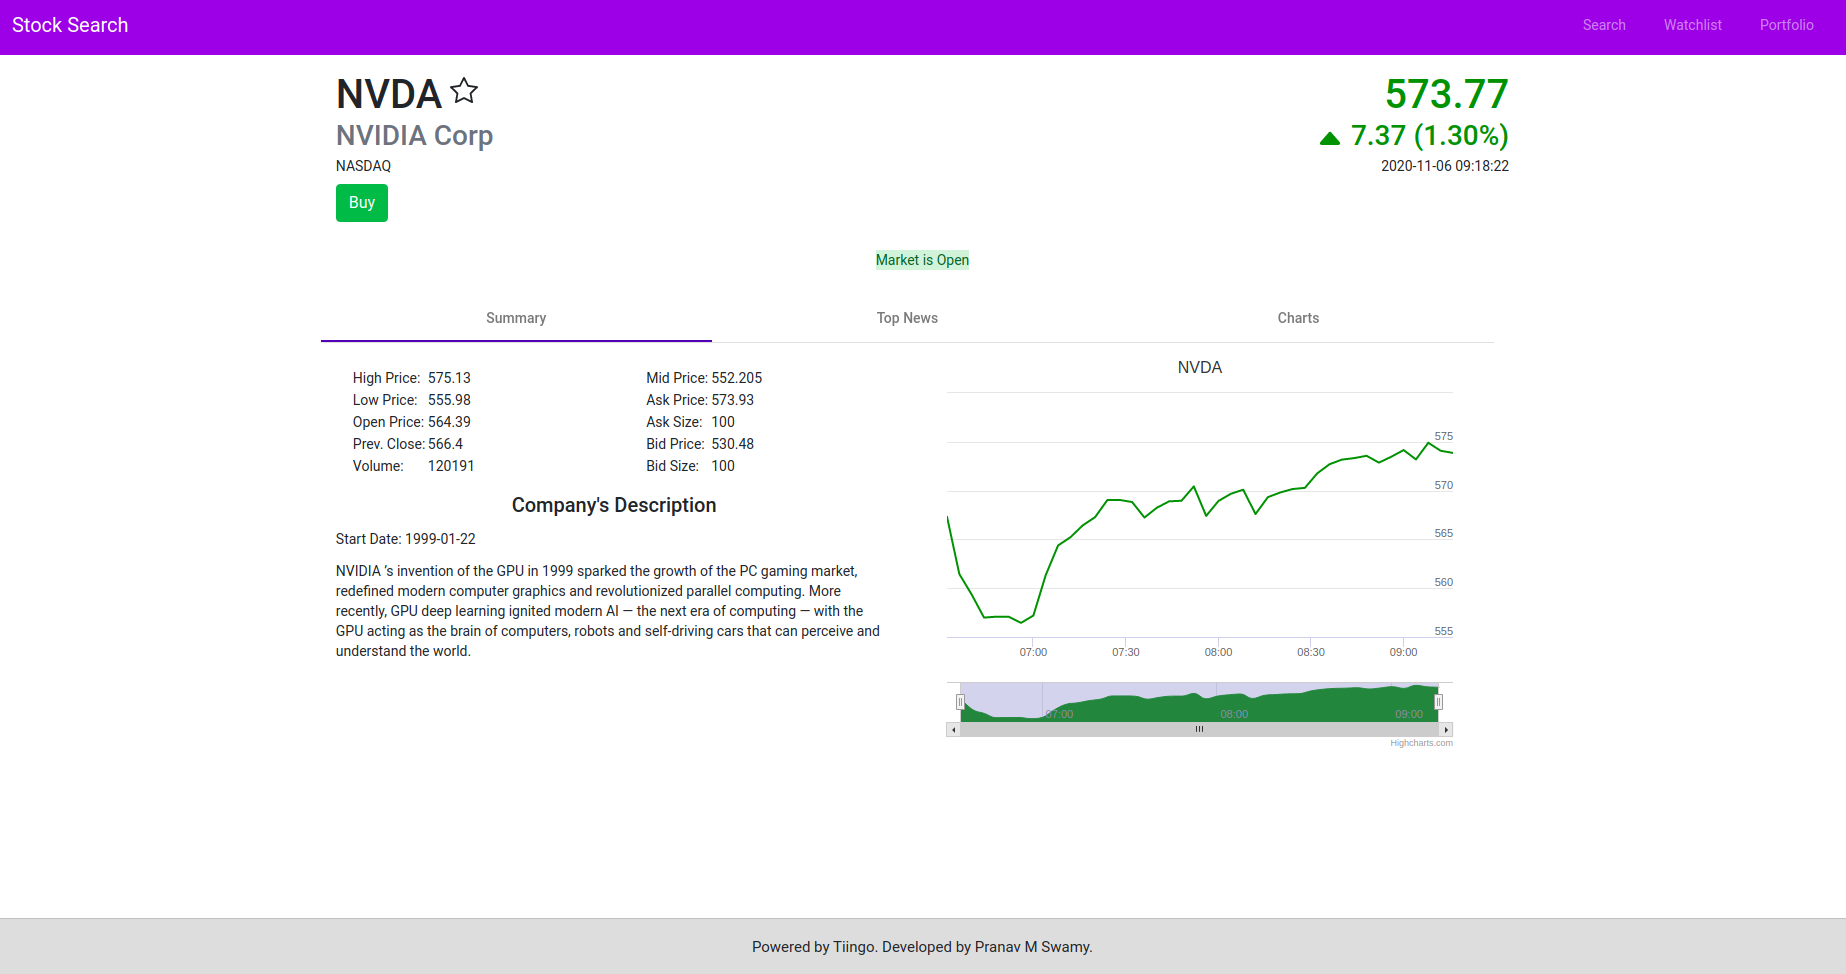 Stock Search
Search Watchlist Portfolio
NVDA
NVIDIA Corp
NASDAQ
Buy
573.77
7.37 (1.30%)
2020-11-06 09:18:22
Market is Open
Summary Top News Charts
High Price: 575.13
Low Price: 555.98
Open Price: 564.39
Prev. Close: 566.4
Volume: 120191
Mid Price: 552.205
Ask Price: 573.93
Ask Size: 100
Bid Price: 530.48
Bid Size: 100
Company's Description
Start Date: 1999-01-22
NVIDIA ’s invention of the GPU in 1999 sparked the growth of the PC gaming market,
redefined modern computer graphics and revolutionized parallel computing. More
recently, GPU deep learning ignited modern AI — the next era of computing — with the
GPU acting as the brain of computers, robots and self-driving cars that can perceive and
understand the world.
NVDA
575
570
565
560
555
07:00 07:30 08:00 08:30 09:00
07:00 08:00 09:00
Highcharts.com
Powered by Tiingo. Developed by Pranav M Swamy.